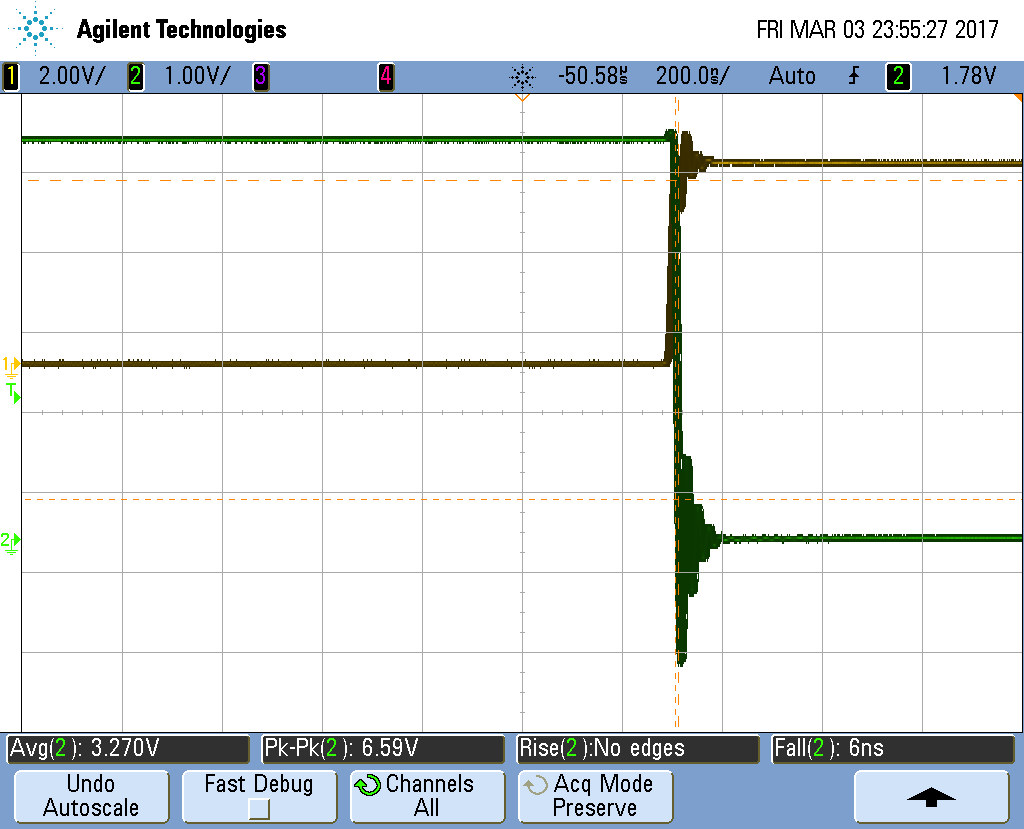 Agilent Technologies
FRI MAR 03 23:55:27 2017
1 2.00V/ 2 1.00V/ 3 4 -50.58µs 200.0ns/ Auto 2 1.78V
1
T
2
Avg(2): 3.270V Pk-Pk(2): 6.59V Rise(2):No edges Fall(2): 6ns
Undo Autoscale
Fast Debug
Channels
All
Acq Mode
Preserve